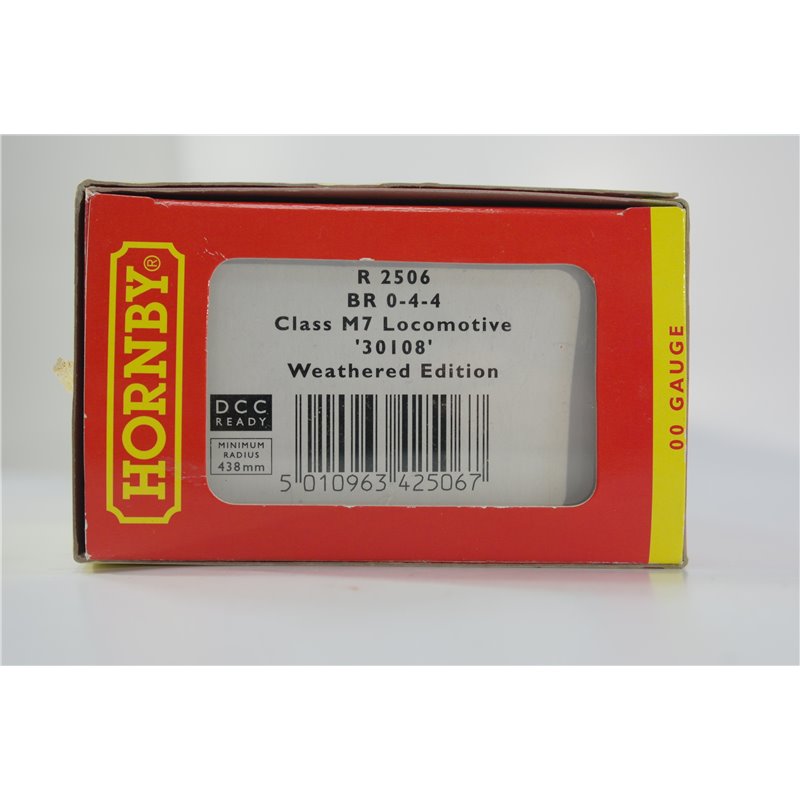 HORNBY®
R 2506
BR 0-4-4
Class M7 Locomotive
'30108'
Weathered Edition
DCC
READY
MINIMUM
RADIUS
438mm
5 010963 425067
00 GAUGE